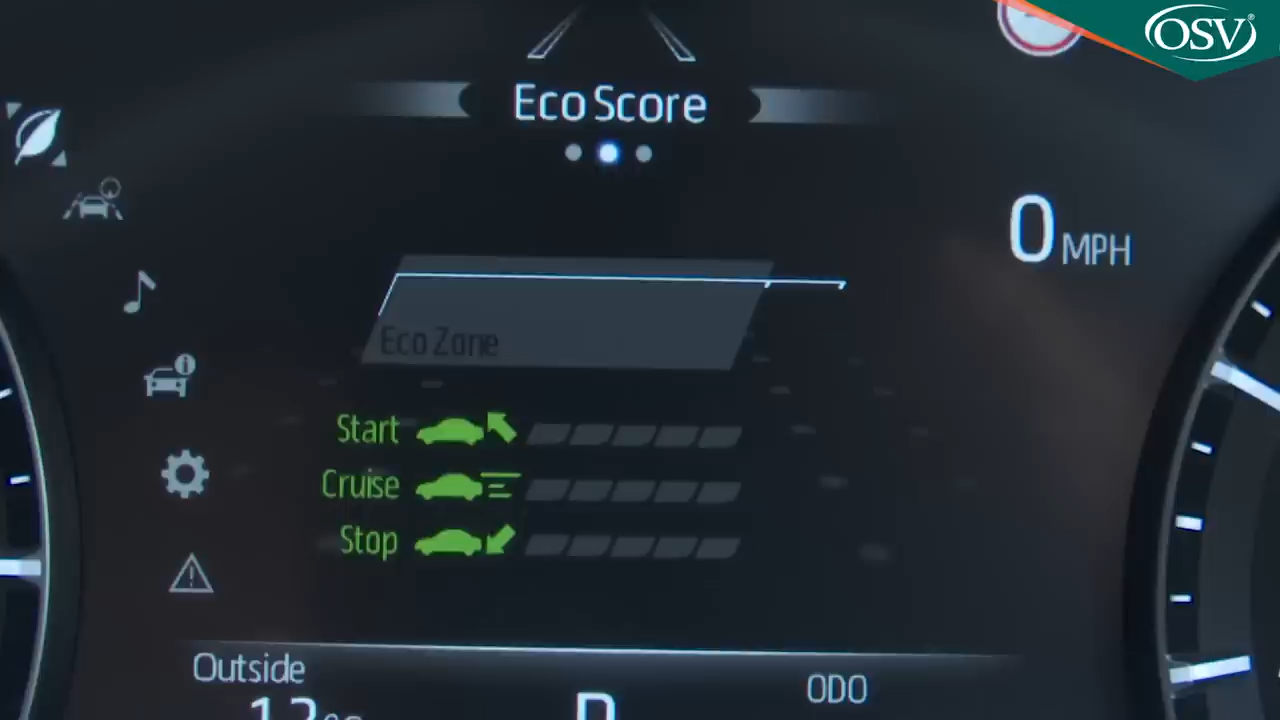 OSV®
Eco Score
0 MPH
Eco Zone
Start
Cruise
Stop
Outside
ODO